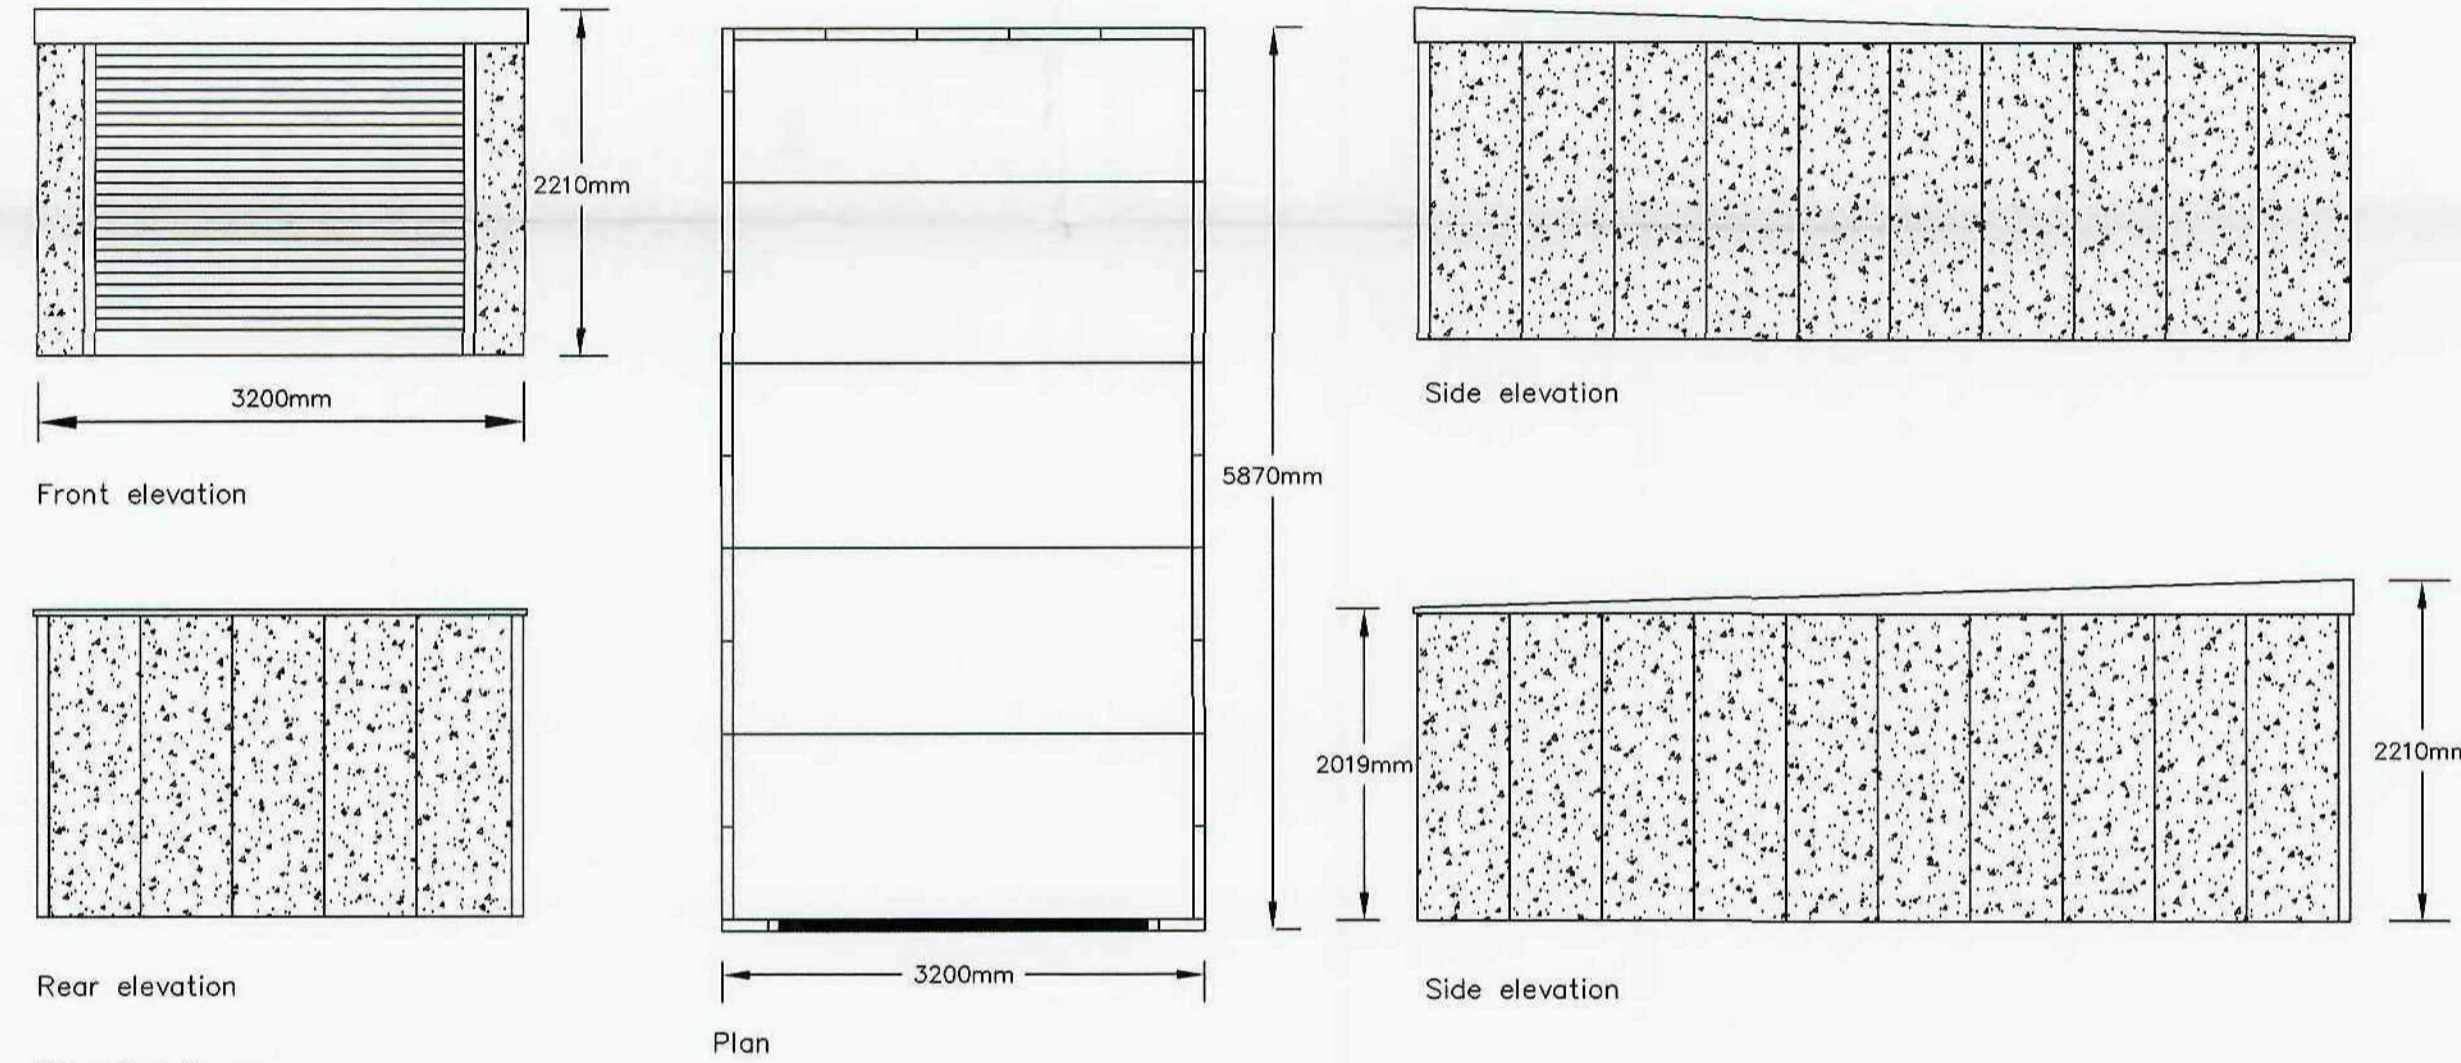 2210mm
3200mm
Front elevation
Rear elevation
5870mm
3200mm
Plan
Side elevation
2019mm
2210mm
Side elevation